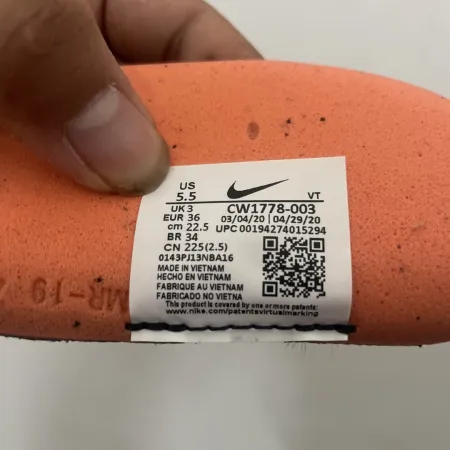 US
5.5
VT
UK 3
EUR 36
cm 22.5
BR 34
CN 225(2.5)
CW1778-003
03/04/20 04/29/20
UPC 00194274015294
0143PJ13NBA16
MADE IN VIETNAM
HECHO EN VIETNAM
FABRIQUE AU VIETNAM
FABRICADO NO VIETNA
This product is covered by one or more patents:
www.nike.com/patentsvirtualmarking
MR-19